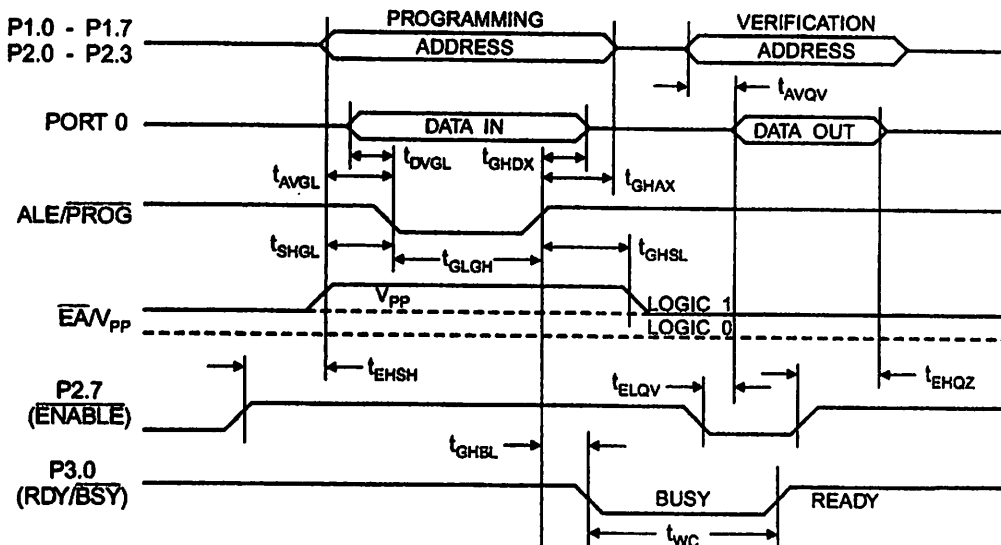 PROGRAMMING
VERIFICATION
P1.0 - P1.7
P2.0 - P2.3
ADDRESS
ADDRESS
tAVQV
PORT 0
DATA IN
DATA OUT
tDVGL
tGHDX
tAVGL
tGHAX
ALE/PROG
tSHGL
tGLGH
tGHSL
VPP
LOGIC 1
EA/VPP
LOGIC 0
tEHSH
tELQV
tEHQZ
P2.7
(ENABLE)
tGHBL
P3.0
(RDY/BSY)
BUSY
READY
tWC